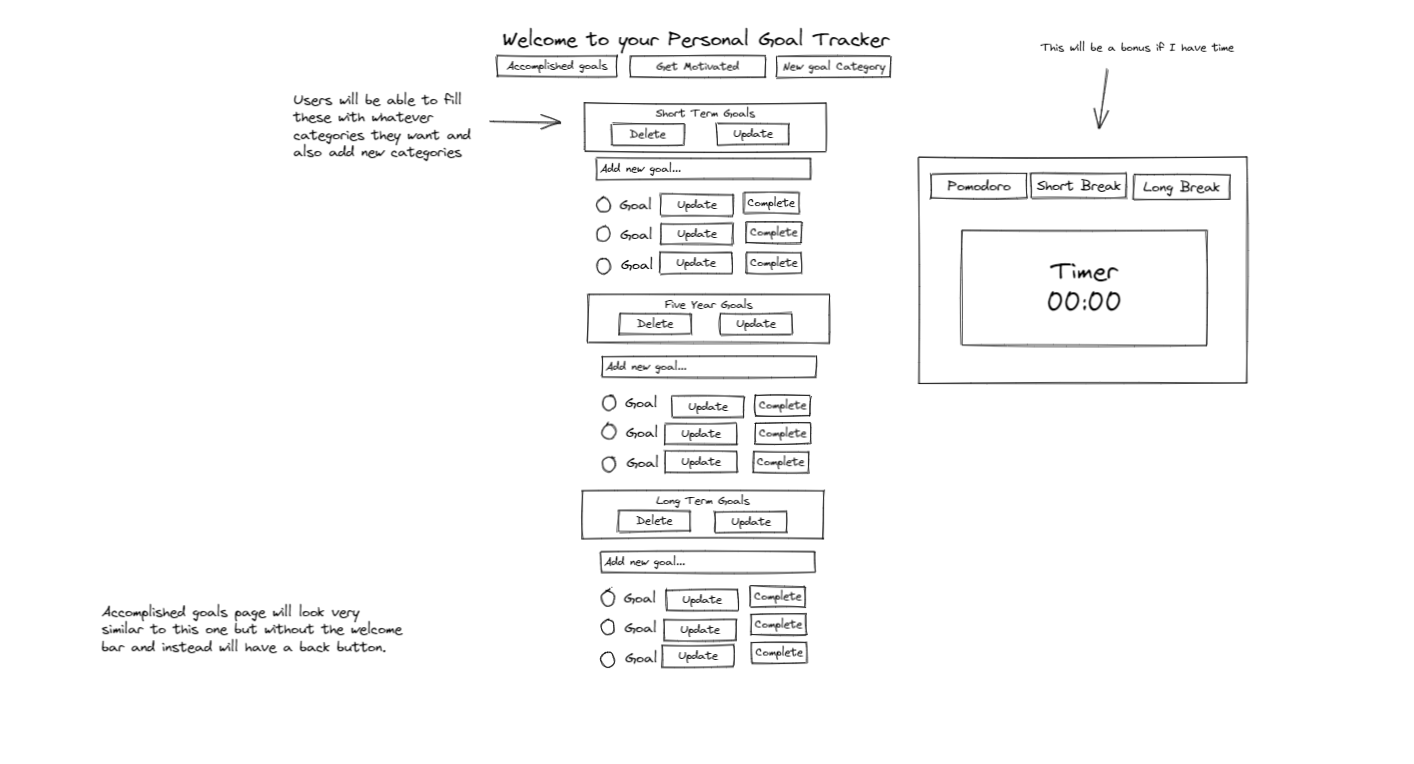 Welcome to your Personal Goal Tracker
Accomplished goals
Get Motivated
New goal Category
This will be a bonus if I have time
Users will be able to fill
these with whatever
categories they want and
also add new categories
Short Term Goals
Delete
Update
Add new goal...
Goal Update Complete
Goal Update Complete
Goal Update Complete
Five Year Goals
Delete
Update
Add new goal...
Goal Update Complete
Goal Update Complete
Goal Update Complete
Long Term Goals
Delete
Update
Add new goal...
Goal Update Complete
Goal Update Complete
Goal Update Complete
Pomodoro
Short Break
Long Break
Timer
00:00
Accomplished goals page will look very
similar to this one but without the welcome
bar and instead will have a back button.